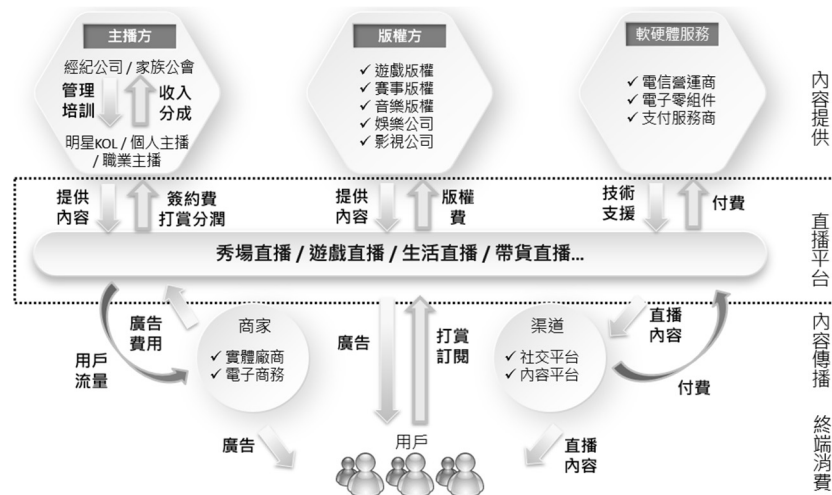 主播方
經紀公司 / 家族公會
管理
培訓
收入
分成
明星KOL / 個人主播
/ 職業主播
版權方
✓ 遊戲版權
✓ 賽事版權
✓ 音樂版權
✓ 娛樂公司
✓ 影視公司
軟硬體服務
✓ 電信營運商
✓ 電子零組件
✓ 支付服務商
內容提供
提供
內容
簽約費
打賞分潤
提供
內容
版權
費
技術
支援
付費
秀場直播 / 遊戲直播 / 生活直播 / 帶貨直播...
直播平台
用戶
流量
廣告
費用
商家
✓ 實體廠商
✓ 電子商務
廣告
打賞
訂閱
渠道
✓ 社交平台
✓ 內容平台
直播
內容
付費
內容傳播
廣告
用戶
直播
內容
終端消費